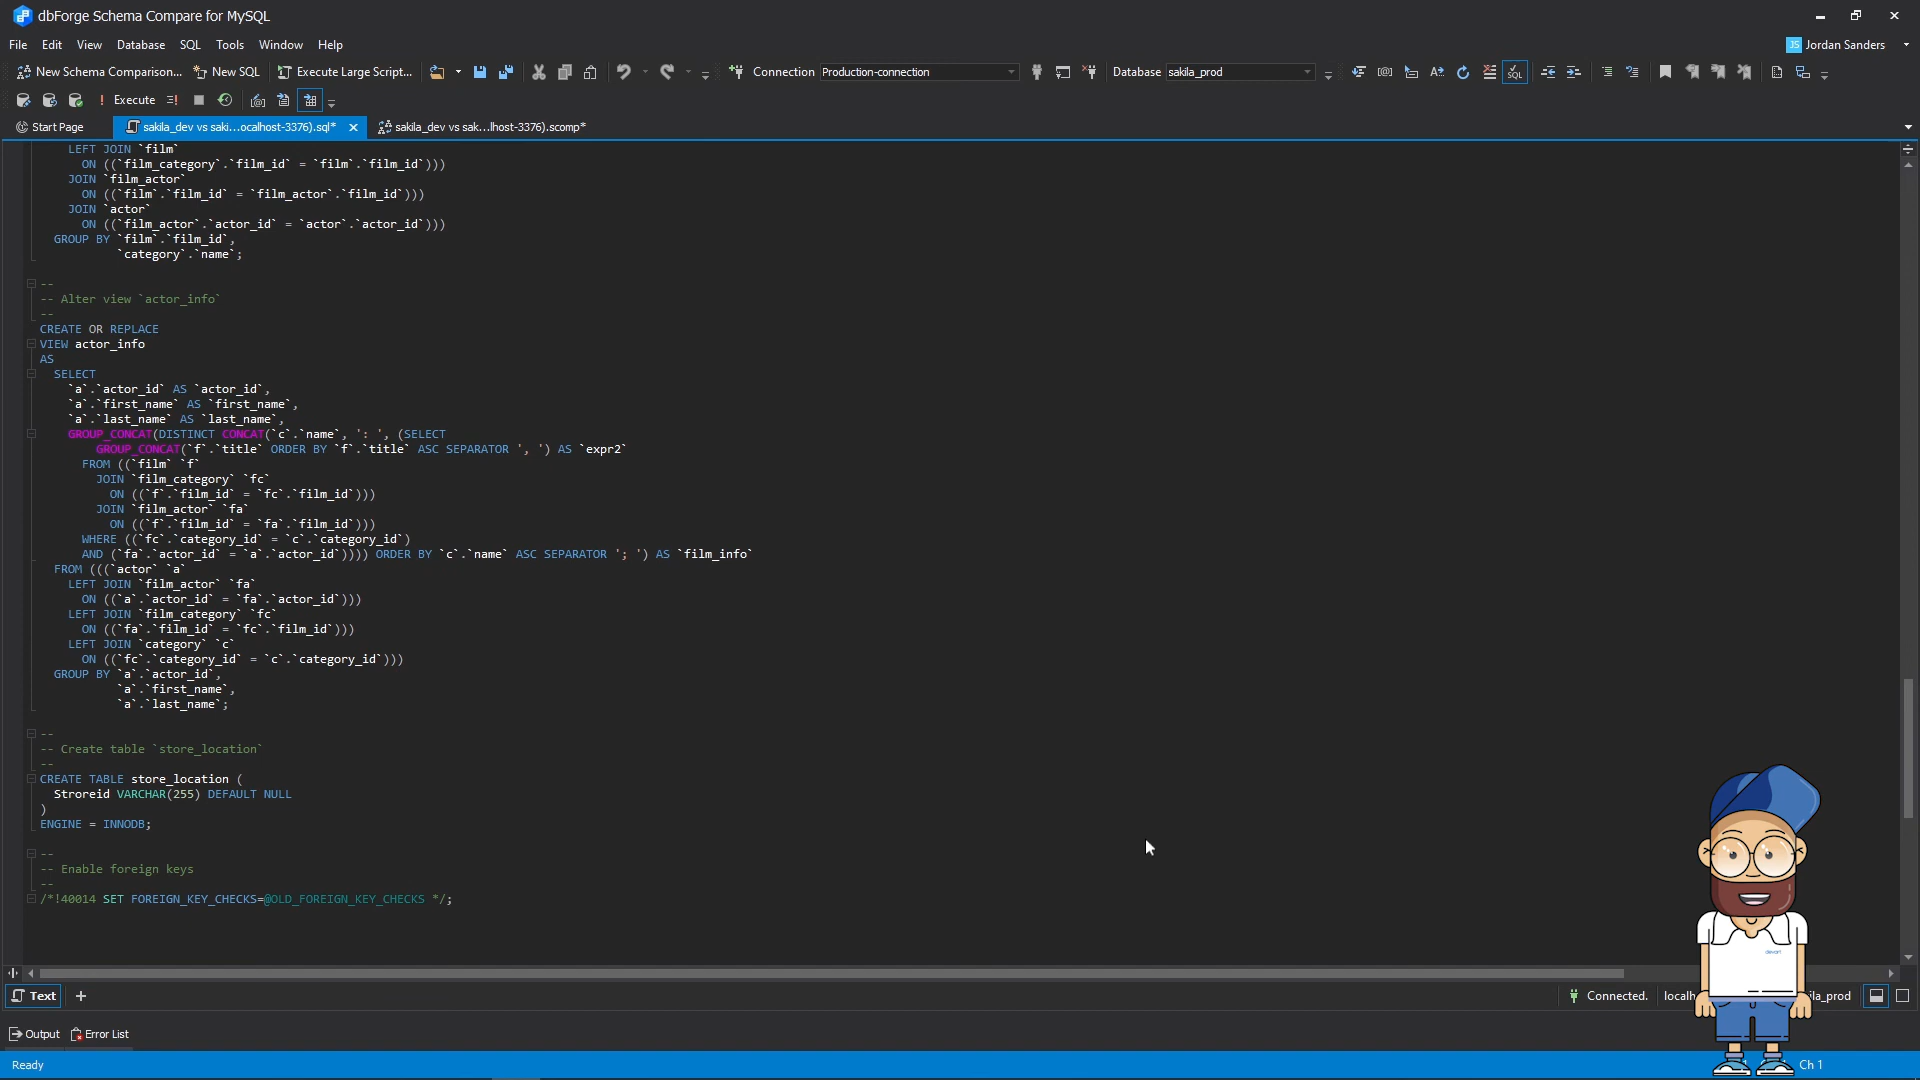 dbForge Schema Compare for MySQL
File Edit View Database SQL Tools Window Help
JS Jordan Sanders
New Schema Comparison... New SQL Execute Large Script... Connection Production-connection Database sakila_prod
Execute
Start Page sakila_dev vs saki...ocalhost-3376).sql* sakila_dev vs sak...lhost-3376).scomp*
LEFT JOIN `film`
ON ((`film_category`.`film_id` = `film`.`film_id`)))
JOIN `film_actor`
ON ((`film`.`film_id` = `film_actor`.`film_id`)))
JOIN `actor`
ON ((`film_actor`.`actor_id` = `actor`.`actor_id`)))
GROUP BY `film`.`film_id`,
`category`.`name`;
--
-- Alter view `actor_info`
--
CREATE OR REPLACE
VIEW actor_info
AS
SELECT
`a`.`actor_id` AS `actor_id`,
`a`.`first_name` AS `first_name`,
`a`.`last_name` AS `last_name`,
GROUP_CONCAT(DISTINCT CONCAT(`c`.`name`, ': ', (SELECT
GROUP_CONCAT(`f`.`title` ORDER BY `f`.`title` ASC SEPARATOR ', ') AS `expr2`
FROM ((`film` `f`
JOIN `film_category` `fc`
ON ((`f`.`film_id` = `fc`.`film_id`)))
JOIN `film_actor` `fa`
ON ((`f`.`film_id` = `fa`.`film_id`)))
WHERE ((`fc`.`category_id` = `c`.`category_id`)
AND (`fa`.`actor_id` = `a`.`actor_id`)))) ORDER BY `c`.`name` ASC SEPARATOR '; ') AS `film_info`
FROM (((`actor` `a`
LEFT JOIN `film_actor` `fa`
ON ((`a`.`actor_id` = `fa`.`actor_id`)))
LEFT JOIN `film_category` `fc`
ON ((`fa`.`film_id` = `fc`.`film_id`)))
LEFT JOIN `category` `c`
ON ((`fc`.`category_id` = `c`.`category_id`)))
GROUP BY `a`.`actor_id`,
`a`.`first_name`,
`a`.`last_name`;
--
-- Create table `store_location`
--
CREATE TABLE store_location (
Stroreid VARCHAR(255) DEFAULT NULL
)
ENGINE = INNODB;
--
-- Enable foreign keys
--
/*!40014 SET FOREIGN_KEY_CHECKS=@OLD_FOREIGN_KEY_CHECKS */;
devart
Text Connected. localh ila_prod
Output Error List
Ready Ch 1